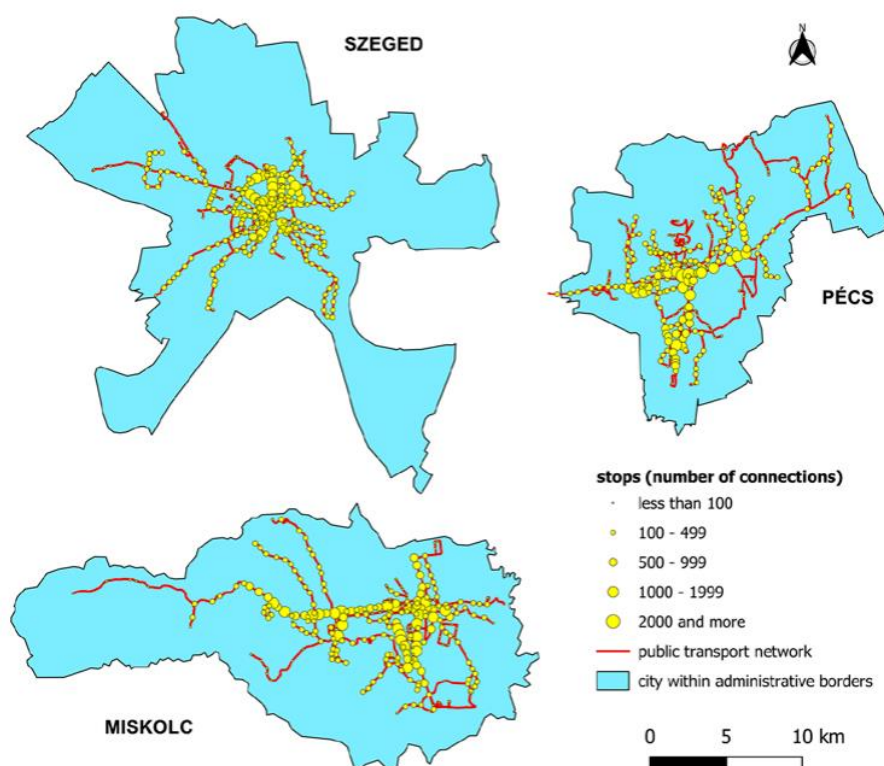 SZEGED
N
PÉCS
MISKOLC
stops (number of connections)
less than 100
100 - 499
500 - 999
1000 - 1999
2000 and more
public transport network
city within administrative borders
0 5 10 km